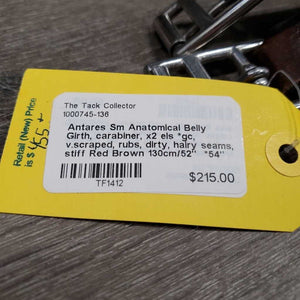 The Tack Collector
1000745-136
Antares Sm Anatomical Belly
Girth, carabiner, x2 els *gc,
v.scraped, rubs, dirty, hairy seams,
stiff Red Brown 130cm/52" *54"
TF1412
$215.00
Retail (New) Price
is $ 455 +